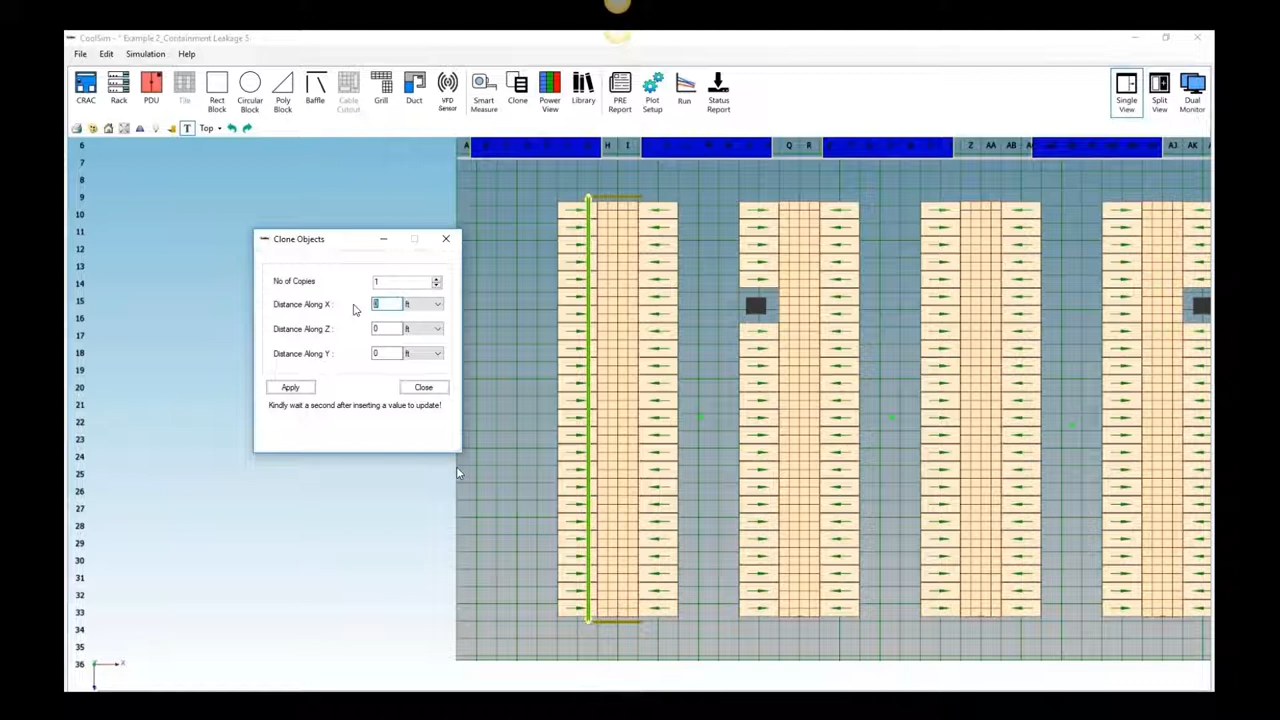 CoolSim - * Example 2_Containment Leakage 5
File Edit Simulation Help
CRAC Rack PDU Tile Rect Block Circular Block Poly Block Baffle Cable Cutout Grill Duct VFD Sensor Smart Measure Clone Power View Library PRE Report Plot Setup Run Status Report Single View Split View Dual Monitor
T Top
6 A H I Q R Z AA AB AJ AK
7
8
9
10
11
12
13
14
15
16
17
18
19
20
21
22
23
24
25
26
27
28
29
30
31
32
33
34
35
36
X
Clone Objects
No of Copies 1
Distance Along X : ft
Distance Along Z : 0 ft
Distance Along Y : 0 ft
Apply Close
Kindly wait a second after inserting a value to update!